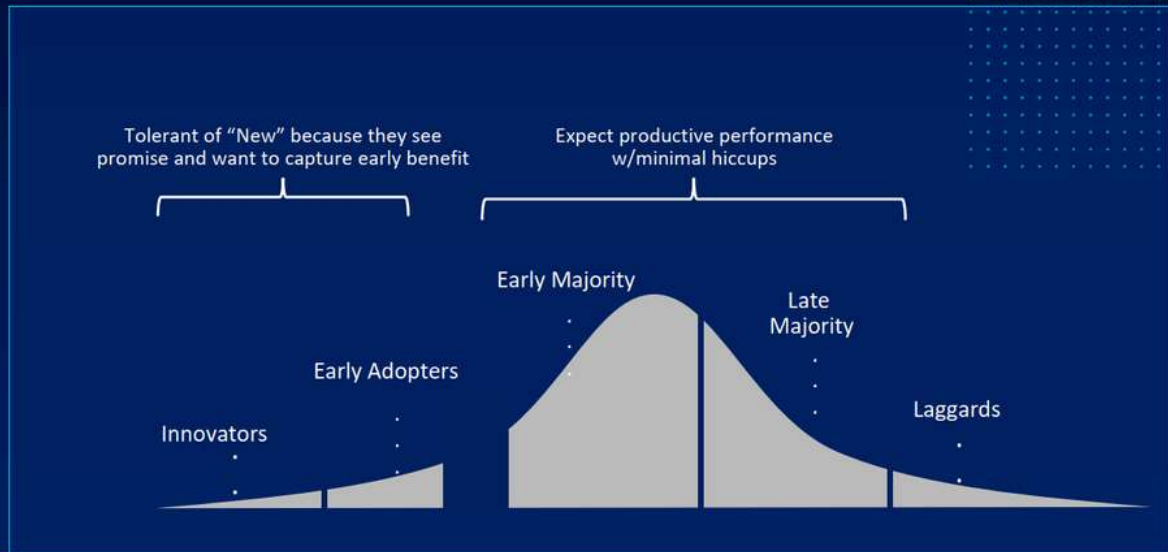 Tolerant of “New” because they see
promise and want to capture early benefit
Expect productive performance
w/minimal hiccups
Early Majority
Late
Majority
Early Adopters
Laggards
Innovators